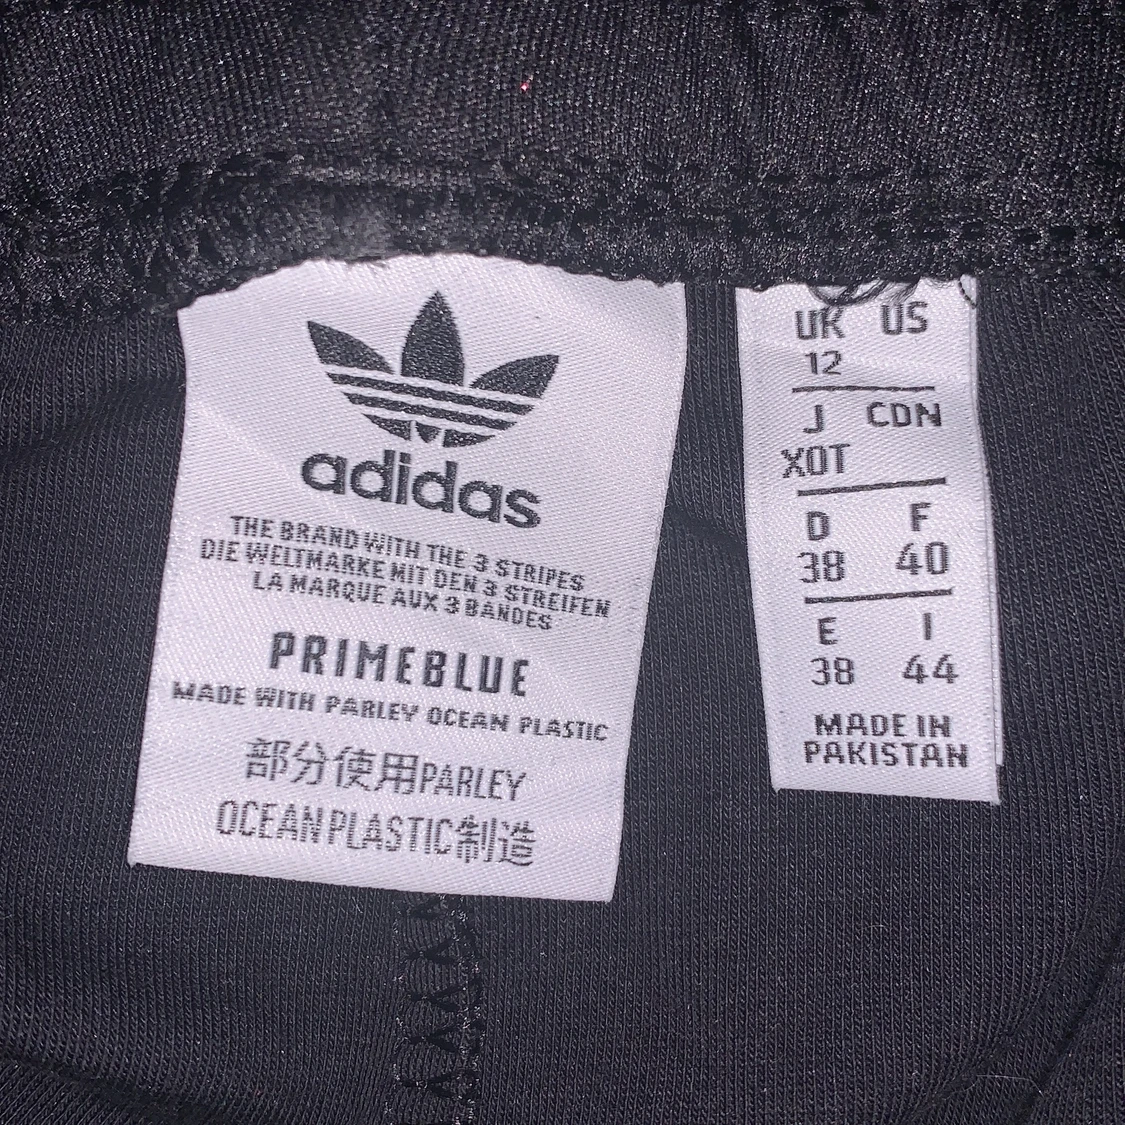 adidas
THE BRAND WITH THE 3 STRIPES
DIE WELTMARKE MIT DEN 3 STREIFEN
LA MARQUE AUX 3 BANDES
PRIMEBLUE
MADE WITH PARLEY OCEAN PLASTIC
部分使用PARLEY
OCEAN PLASTIC制造
UK US
12
J CDN
XOT
D F
38 40
E I
38 44
MADE IN
PAKISTAN